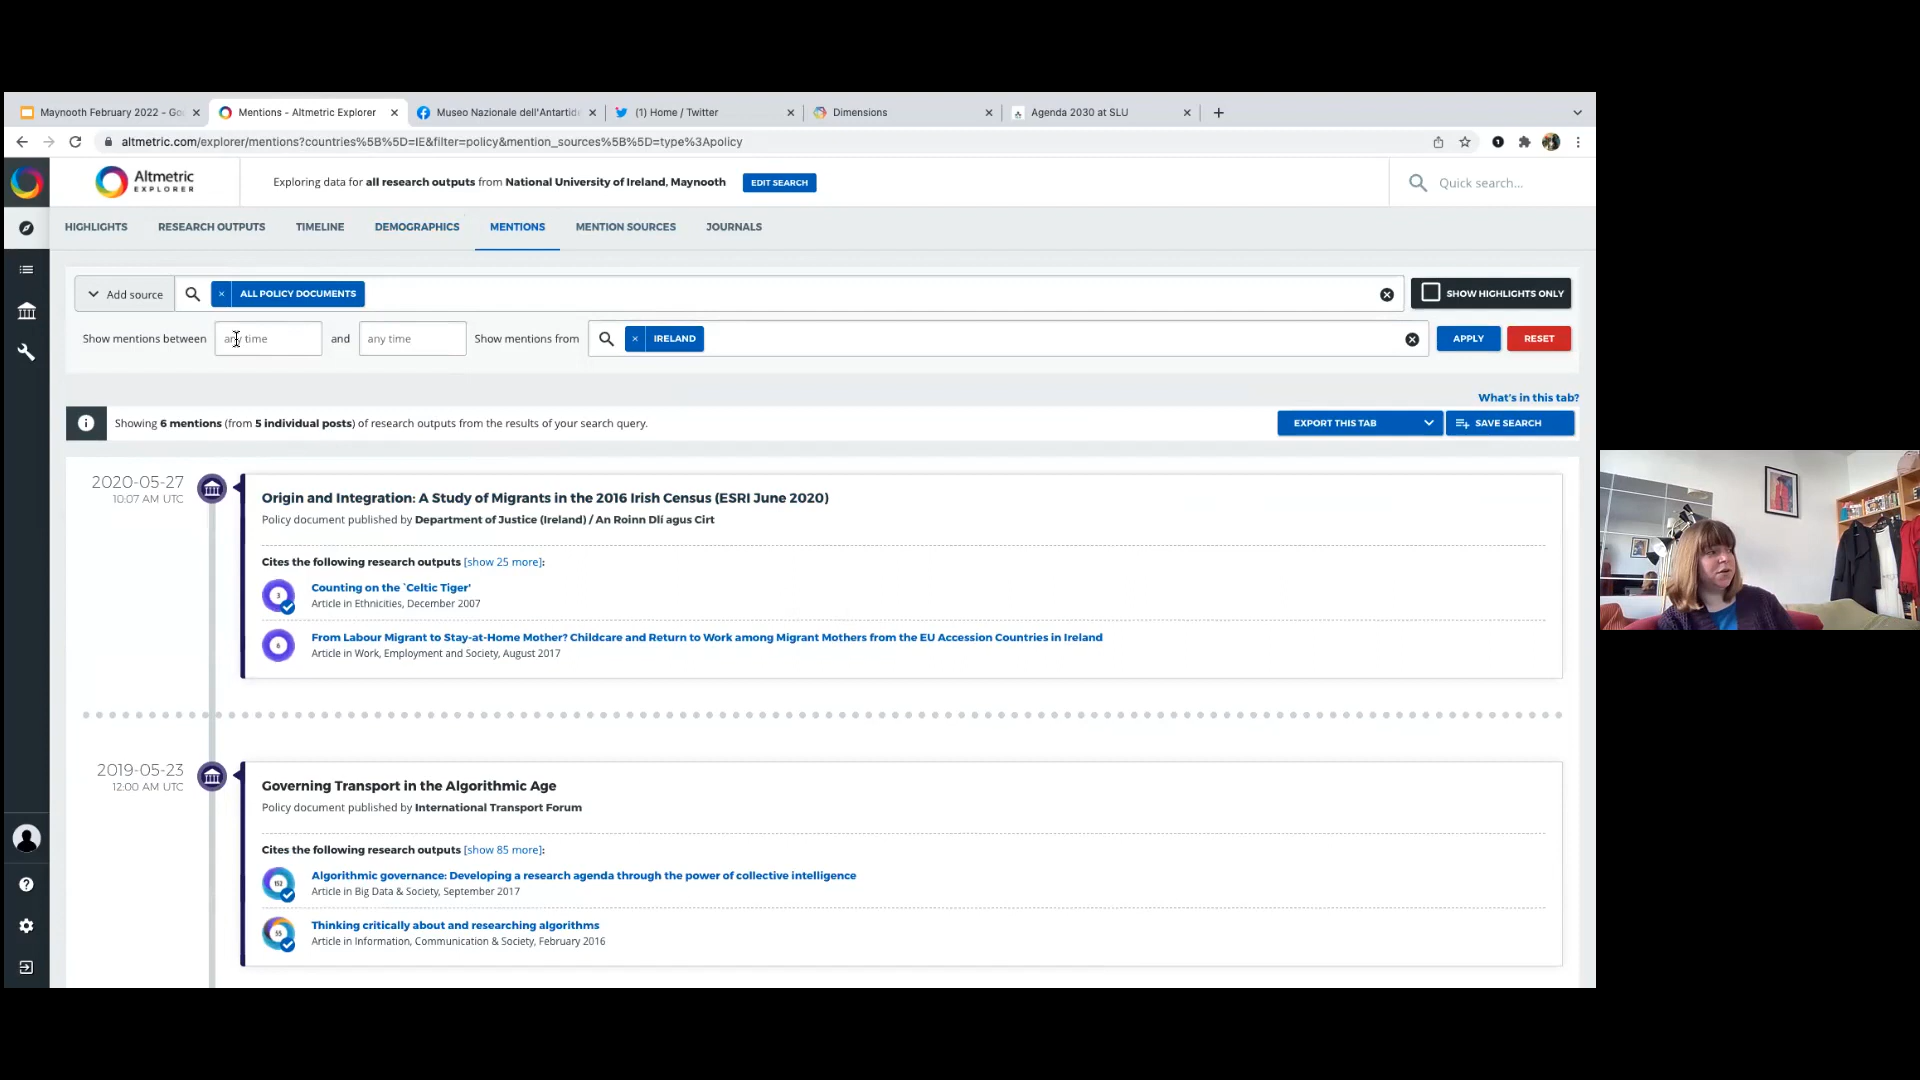 Maynooth February 2022 - Go
Mentions - Altmetric Explorer
Museo Nazionale dell'Antartide
(1) Home / Twitter
Dimensions
Agenda 2030 at SLU
altmetric.com/explorer/mentions?countries%5B%5D=IE&filter=policy&mention_sources%5B%5D=type%3Apolicy
Altmetric
EXPLORER
Exploring data for all research outputs from National University of Ireland, Maynooth
EDIT SEARCH
Quick search...
HIGHLIGHTS
RESEARCH OUTPUTS
TIMELINE
DEMOGRAPHICS
MENTIONS
MENTION SOURCES
JOURNALS
Add source
× ALL POLICY DOCUMENTS
SHOW HIGHLIGHTS ONLY
Show mentions between
any time
and
any time
Show mentions from
× IRELAND
APPLY
RESET
What's in this tab?
Showing 6 mentions (from 5 individual posts) of research outputs from the results of your search query.
EXPORT THIS TAB
SAVE SEARCH
2020-05-27
10:07 AM UTC
Origin and Integration: A Study of Migrants in the 2016 Irish Census (ESRI June 2020)
Policy document published by Department of Justice (Ireland) / An Roinn Dlí agus Cirt
Cites the following research outputs [show 25 more]:
3
Counting on the `Celtic Tiger'
Article in Ethnicities, December 2007
From Labour Migrant to Stay-at-Home Mother? Childcare and Return to Work among Migrant Mothers from the EU Accession Countries in Ireland
Article in Work, Employment and Society, August 2017
2019-05-23
12:00 AM UTC
Governing Transport in the Algorithmic Age
Policy document published by International Transport Forum
Cites the following research outputs [show 85 more]:
Algorithmic governance: Developing a research agenda through the power of collective intelligence
Article in Big Data & Society, September 2017
Thinking critically about and researching algorithms
Article in Information, Communication & Society, February 2016